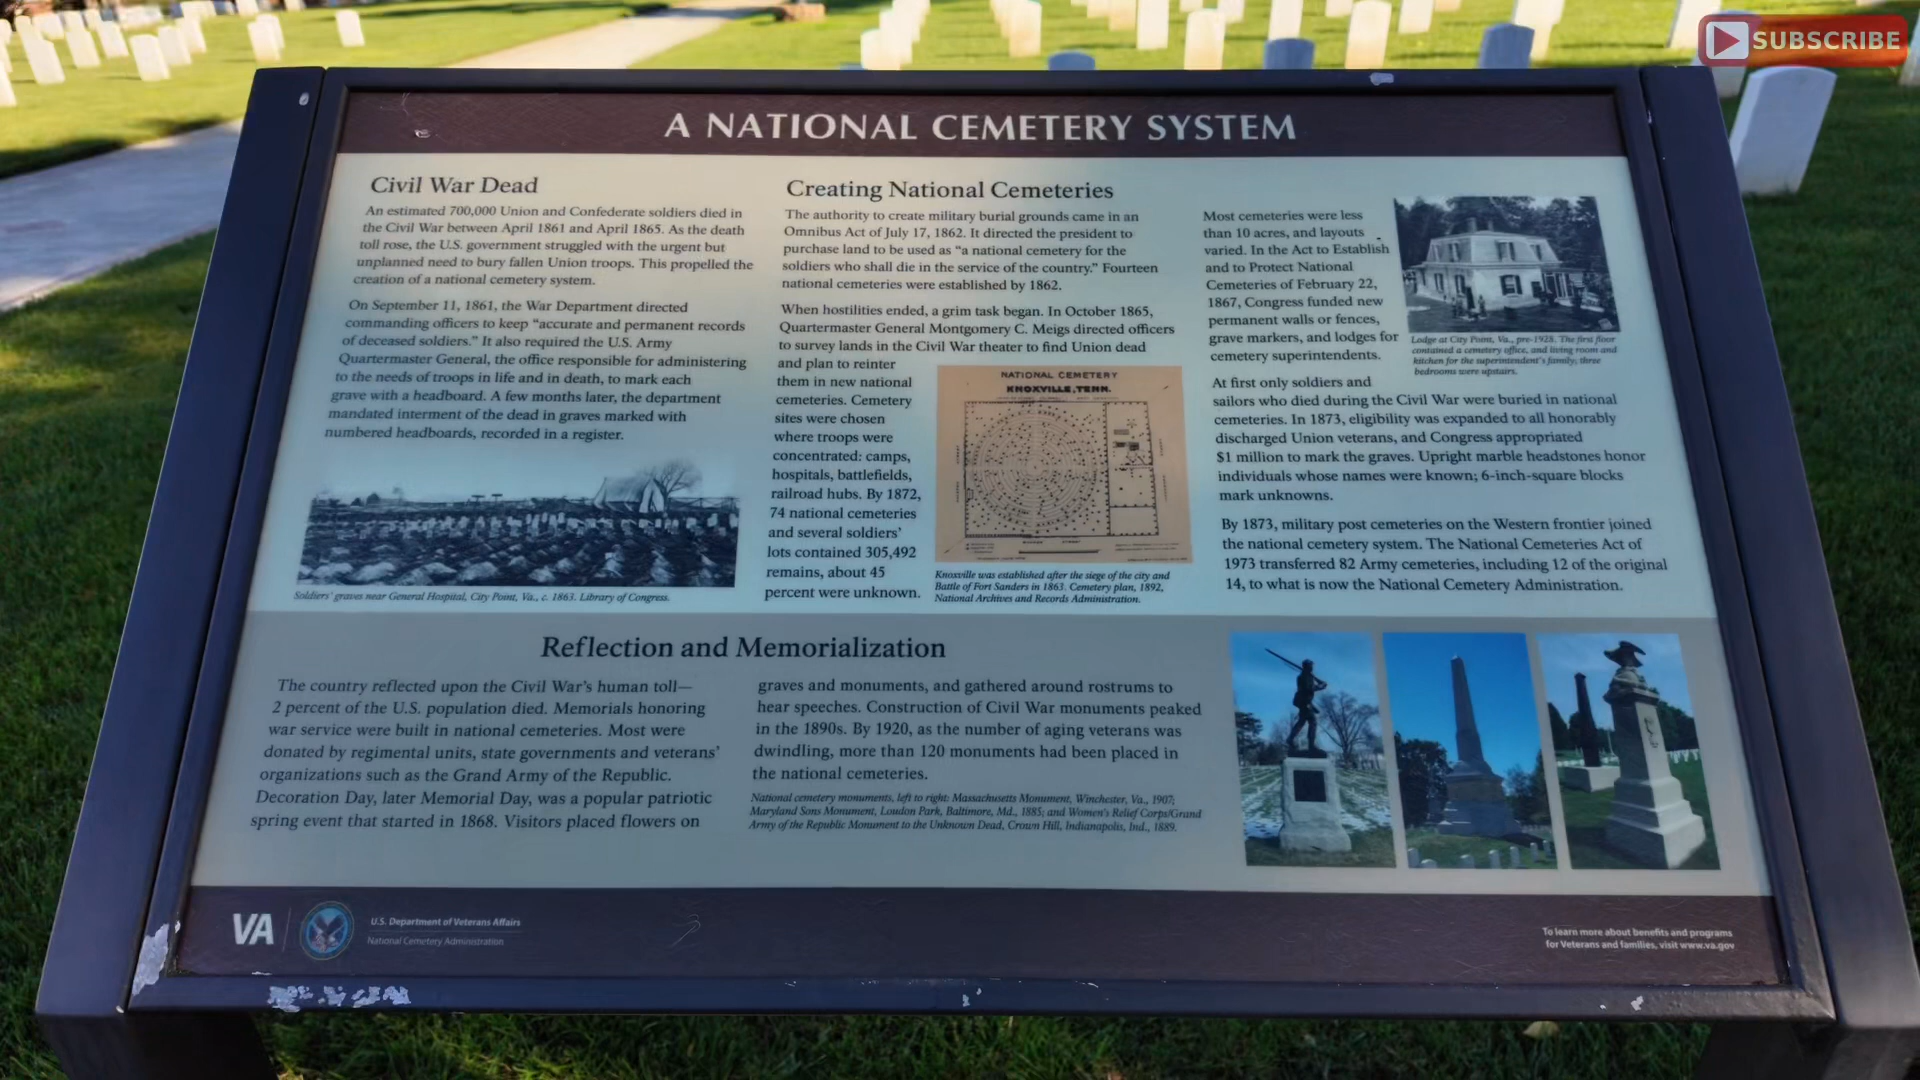 SUBSCRIBE
A NATIONAL CEMETERY SYSTEM
Civil War Dead
An estimated 700,000 Union and Confederate soldiers died in
the Civil War between April 1861 and April 1865. As the death
toll rose, the U.S. government struggled with the urgent but
unplanned need to bury fallen Union troops. This propelled the
creation of a national cemetery system.
On September 11, 1861, the War Department directed
commanding officers to keep “accurate and permanent records
of deceased soldiers.” It also required the U.S. Army
Quartermaster General, the office responsible for administering
to the needs of troops in life and in death, to mark each
grave with a headboard. A few months later, the department
mandated interment of the dead in graves marked with
numbered headboards, recorded in a register.
Soldiers’ graves near General Hospital, City Point, Va., c. 1863. Library of Congress.
Creating National Cemeteries
The authority to create military burial grounds came in an
Omnibus Act of July 17, 1862. It directed the president to
purchase land to be used as “a national cemetery for the
soldiers who shall die in the service of the country.” Fourteen
national cemeteries were established by 1862.
When hostilities ended, a grim task began. In October 1865,
Quartermaster General Montgomery C. Meigs directed officers
to survey lands in the Civil War theater to find Union dead
and plan to reinter
them in new national
cemeteries. Cemetery
sites were chosen
where troops were
concentrated: camps,
hospitals, battlefields,
railroad hubs. By 1872,
74 national cemeteries
and several soldiers’
lots contained 305,492
remains, about 45
percent were unknown.
NATIONAL CEMETERY
KNOXVILLE, TENN.
Knoxville was established after the siege of the city and
Battle of Fort Sanders in 1863. Cemetery plan, 1892,
National Archives and Records Administration.
Most cemeteries were less
than 10 acres, and layouts
varied. In the Act to Establish
and to Protect National
Cemeteries of February 22,
1867, Congress funded new
permanent walls or fences,
grave markers, and lodges for
cemetery superintendents.
Lodge at City Point, Va., pre-1928. The first floor
contained a cemetery office, and living room and
kitchen for the superintendent’s family; three
bedrooms were upstairs.
At first only soldiers and
sailors who died during the Civil War were buried in national
cemeteries. In 1873, eligibility was expanded to all honorably
discharged Union veterans, and Congress appropriated
$1 million to mark the graves. Upright marble headstones honor
individuals whose names were known; 6-inch-square blocks
mark unknowns.
By 1873, military post cemeteries on the Western frontier joined
the national cemetery system. The National Cemeteries Act of
1973 transferred 82 Army cemeteries, including 12 of the original
14, to what is now the National Cemetery Administration.
Reflection and Memorialization
The country reflected upon the Civil War’s human toll—
2 percent of the U.S. population died. Memorials honoring
war service were built in national cemeteries. Most were
donated by regimental units, state governments and veterans’
organizations such as the Grand Army of the Republic.
Decoration Day, later Memorial Day, was a popular patriotic
spring event that started in 1868. Visitors placed flowers on
graves and monuments, and gathered around rostrums to
hear speeches. Construction of Civil War monuments peaked
in the 1890s. By 1920, as the number of aging veterans was
dwindling, more than 120 monuments had been placed in
the national cemeteries.
National cemetery monuments, left to right: Massachusetts Monument, Winchester, Va., 1907;
Maryland Sons Monument, Loudon Park, Baltimore, Md., 1885; and Women’s Relief Corps/Grand
Army of the Republic Monument to the Unknown Dead, Crown Hill, Indianapolis, Ind., 1889.
VA
U.S. Department of Veterans Affairs
National Cemetery Administration
To learn more about benefits and programs
for Veterans and families, visit www.va.gov